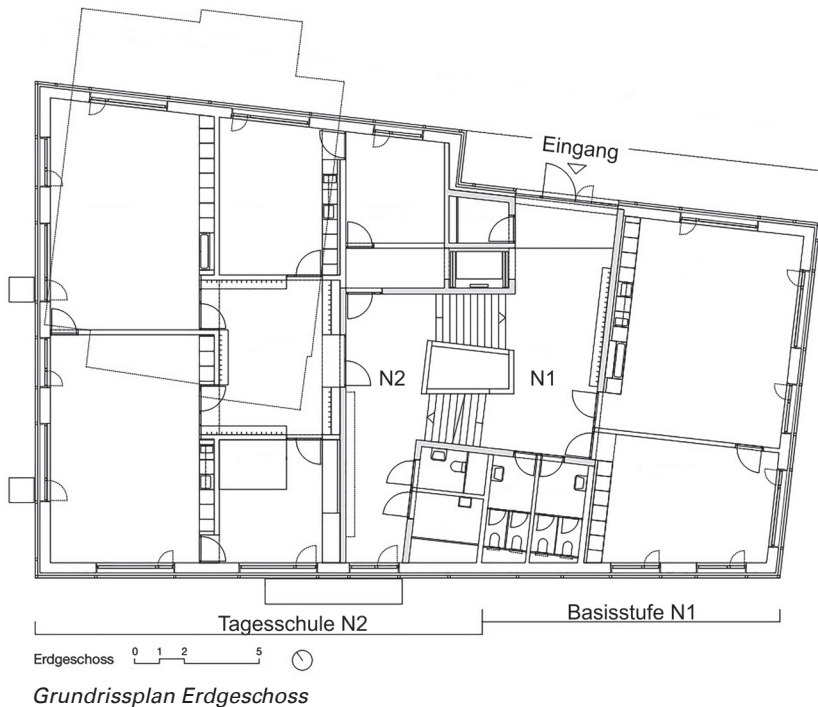 Eingang
N2
N1
Tagesschule N2
Basisstufe N1
Erdgeschoss 0 1 2 5
Grundrissplan Erdgeschoss